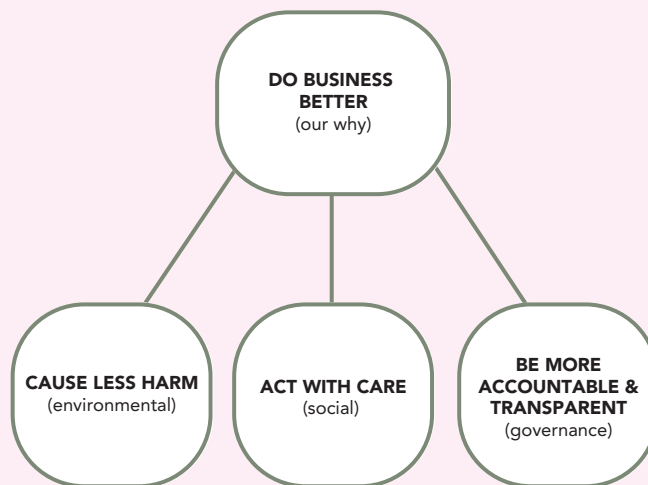 DO BUSINESS
BETTER
(our why)
CAUSE LESS HARM
(environmental)
ACT WITH CARE
(social)
BE MORE
ACCOUNTABLE &
TRANSPARENT
(governance)